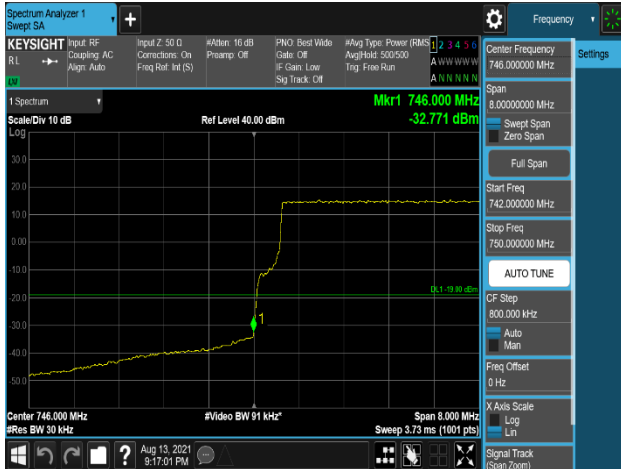 Spectrum Analyzer 1
Swept SA
+
Frequency
KEYSIGHT
R L
LV
Input: RF
Coupling: AC
Align: Auto
Input Z: 50 Ω
Corrections: On
Freq Ref: Int (S)
#Atten: 16 dB
Preamp: Off
PNO: Best Wide
Gate: Off
IF Gain: Low
Sig Track: Off
#Avg Type: Power (RMS
Avg|Hold: 500/500
Trig: Free Run
1 2 3 4 5 6
A W W W W W
A N N N N N
1 Spectrum
Scale/Div 10 dB
Ref Level 40.00 dBm
Mkr1 746.000 MHz
-32.771 dBm
Log
30.0
20.0
10.0
0.00
-10.0
-20.0
-30.0
-40.0
-50.0
DL1 -19.00 dBm
1
Center 746.000 MHz
#Res BW 30 kHz
#Video BW 91 kHz*
Span 8.000 MHz
Sweep 3.73 ms (1001 pts)
Center Frequency
746.000000 MHz
Span
8.00000000 MHz
Swept Span
Zero Span
Full Span
Start Freq
742.000000 MHz
Stop Freq
750.000000 MHz
AUTO TUNE
CF Step
800.000 kHz
Auto
Man
Freq Offset
0 Hz
X Axis Scale
Log
Lin
Signal Track
(Span Zoom)
Settings
?
Aug 13, 2021
9:17:01 PM